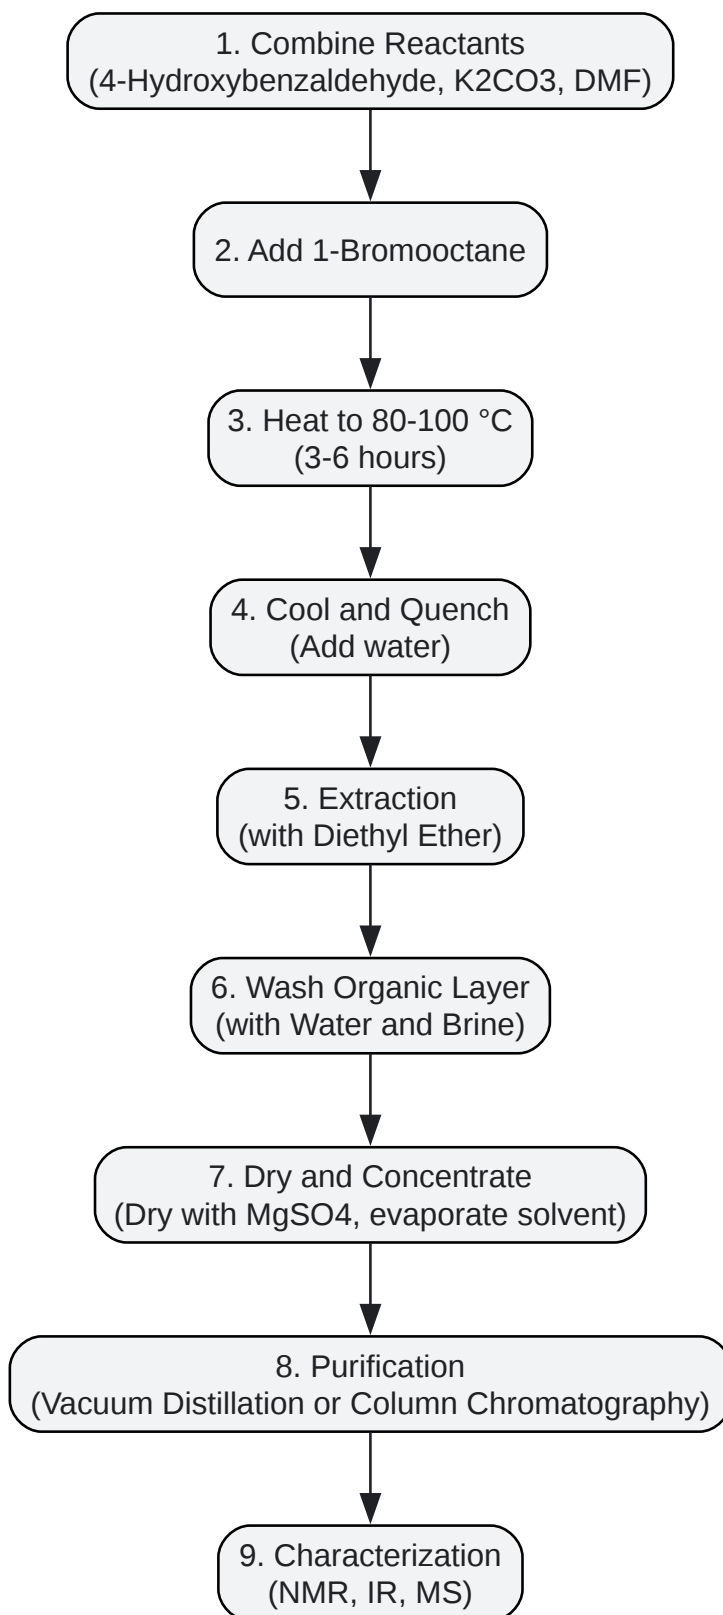 1. Combine Reactants
(4-Hydroxybenzaldehyde, K2CO3, DMF)
2. Add 1-Bromooctane
3. Heat to 80-100 °C
(3-6 hours)
4. Cool and Quench
(Add water)
5. Extraction
(with Diethyl Ether)
6. Wash Organic Layer
(with Water and Brine)
7. Dry and Concentrate
(Dry with MgSO4, evaporate solvent)
8. Purification
(Vacuum Distillation or Column Chromatography)
9. Characterization
(NMR, IR, MS)